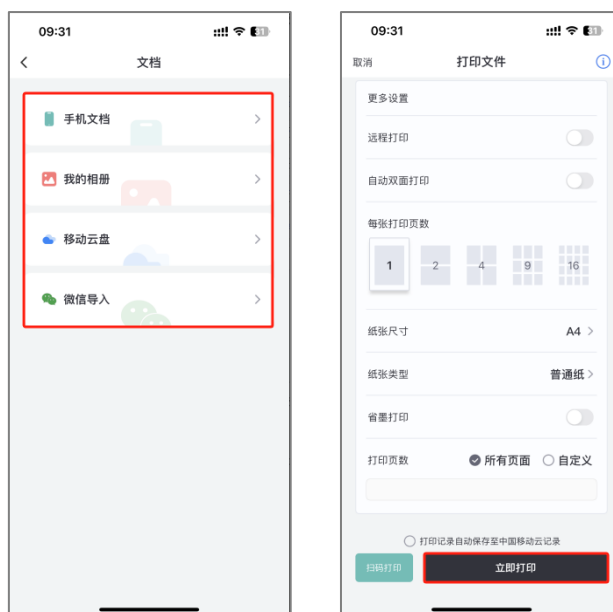 09:31
31
文档
手机文档
我的相册
移动云盘
微信导入
09:31
31
取消
打印文件
更多设置
远程打印
自动双面打印
每张打印页数
1 2 4 9 16
纸张尺寸 A4
纸张类型 普通纸
省墨打印
打印页数 所有页面 自定义
打印记录自动保存至中国移动云记录
扫码打印 立即打印